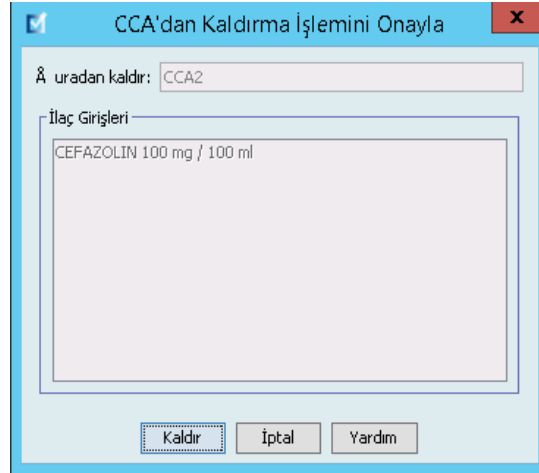 CCA'dan Kaldırma İşlemini Onayla
x
Å uradan kaldır: CCA2
İlaç Girişleri
CEFAZOLIN 100 mg / 100 ml
Kaldır İptal Yardım